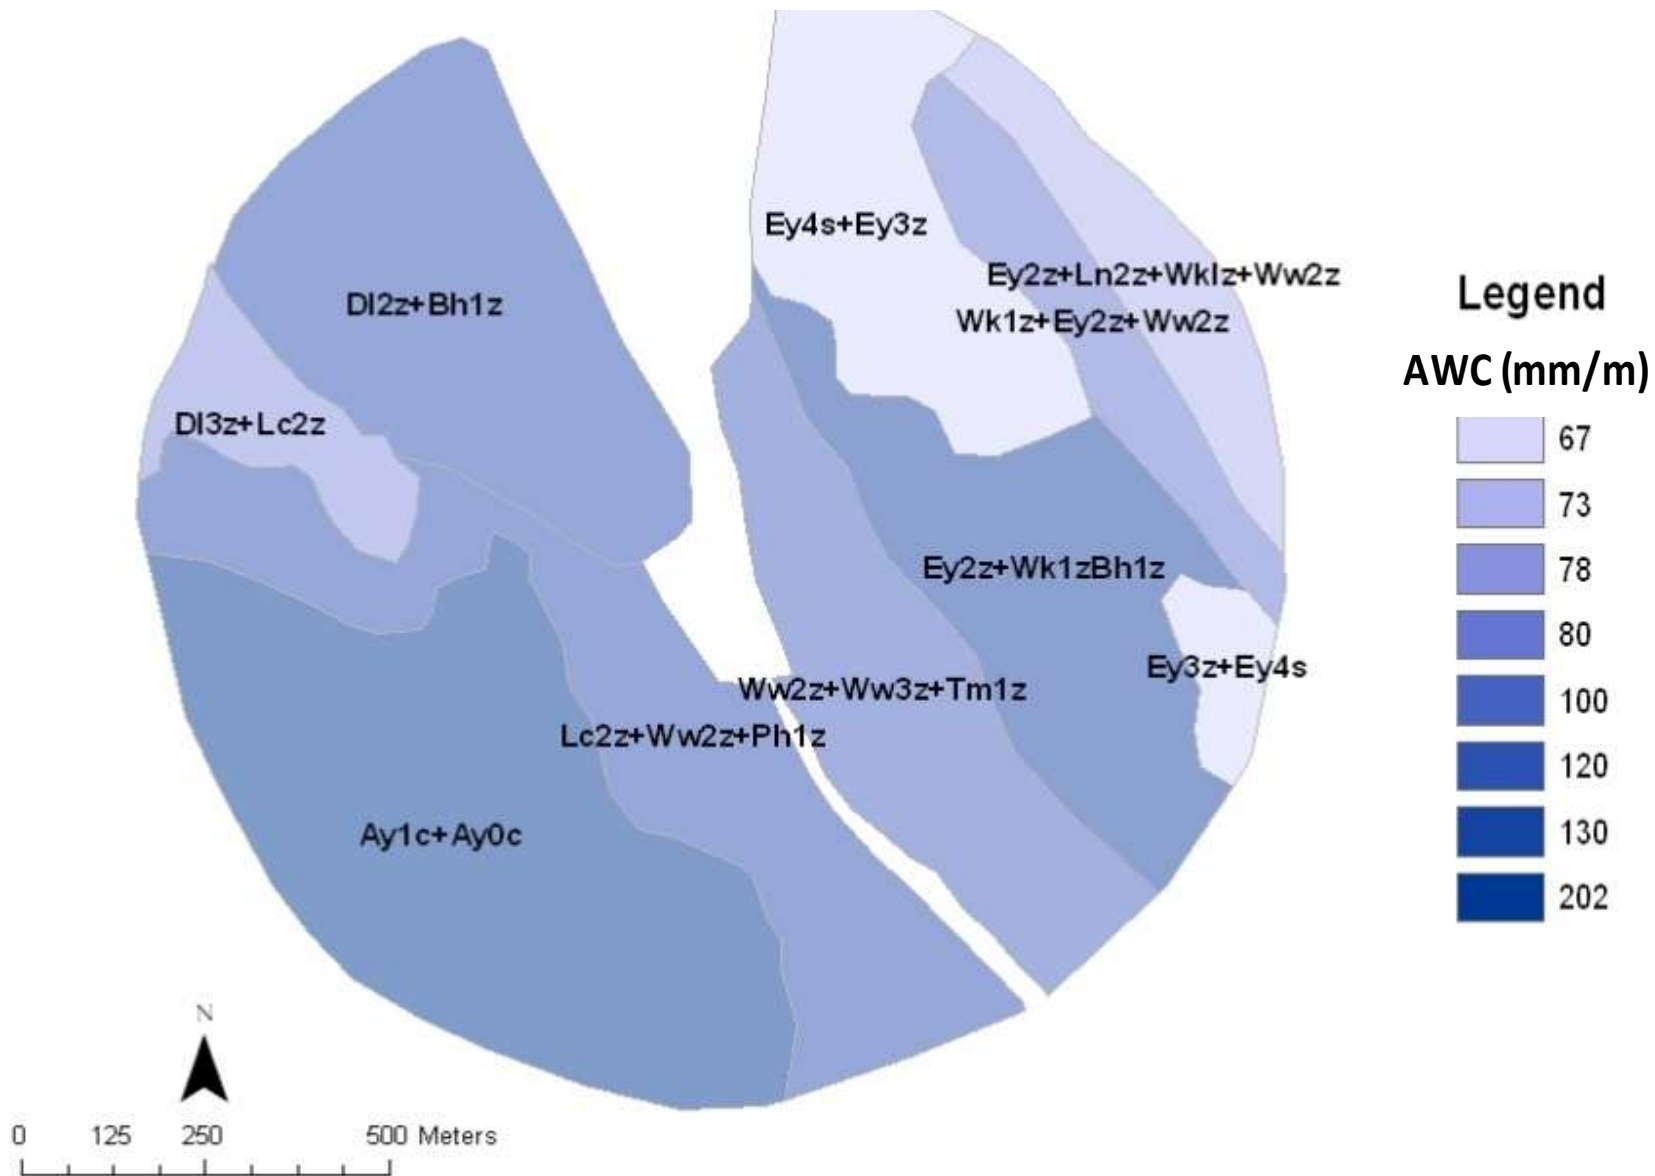 Ey4s+Ey3z
Ey2z+Ln2z+Wklz+Ww2z
Wk1z+Ey2z+Ww2z
Dl2z+Bh1z
Dl3z+Lc2z
Ey2z+Wk1zBh1z
Ey3z+Ey4s
Ww2z+Ww3z+Tm1z
Lc2z+Ww2z+Ph1z
Ay1c+Ay0c
Legend
AWC (mm/m)
67
73
78
80
100
120
130
202
N
0 125 250 500 Meters